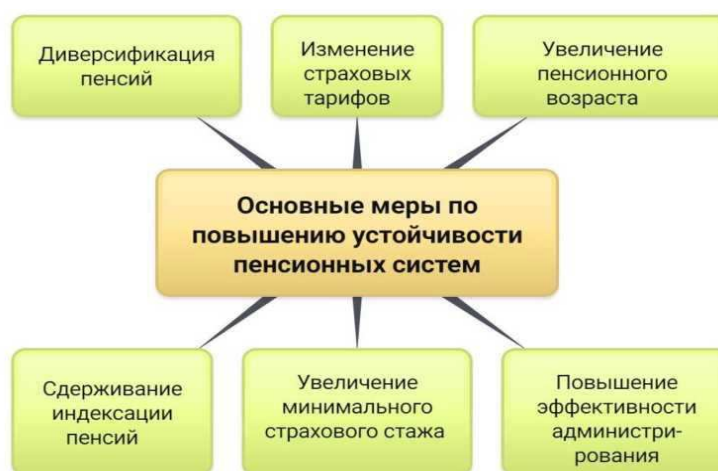 Диверсификация
пенсий
Изменение
страховых
тарифов
Увеличение
пенсионного
возраста
Основные меры по
повышению устойчивости
пенсионных систем
Сдерживание
индексации
пенсий
Увеличение
минимального
страхового стажа
Повышение
эффективности
администри-
рования